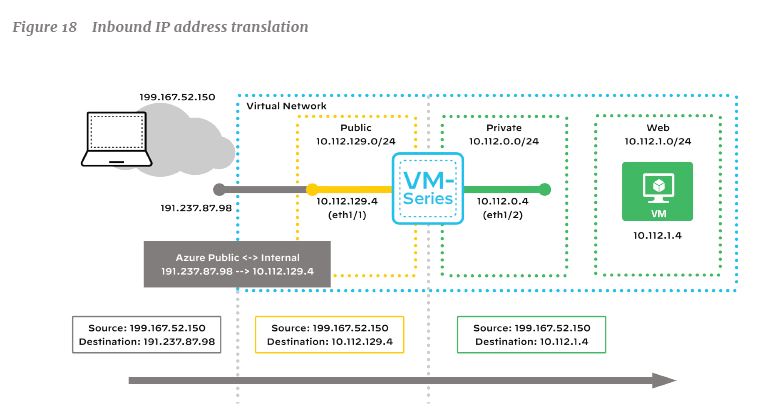 Figure 18 Inbound IP address translation
199.167.52.150
Virtual Network
Public
10.112.129.0/24
Private
10.112.0.0/24
Web
10.112.1.0/24
VM-
Series
VM
191.237.87.98
10.112.129.4
(eth1/1)
10.112.0.4
(eth1/2)
10.112.1.4
Azure Public <-> Internal
191.237.87.98 --> 10.112.129.4
Source: 199.167.52.150
Destination: 191.237.87.98
Source: 199.167.52.150
Destination: 10.112.129.4
Source: 199.167.52.150
Destination: 10.112.1.4